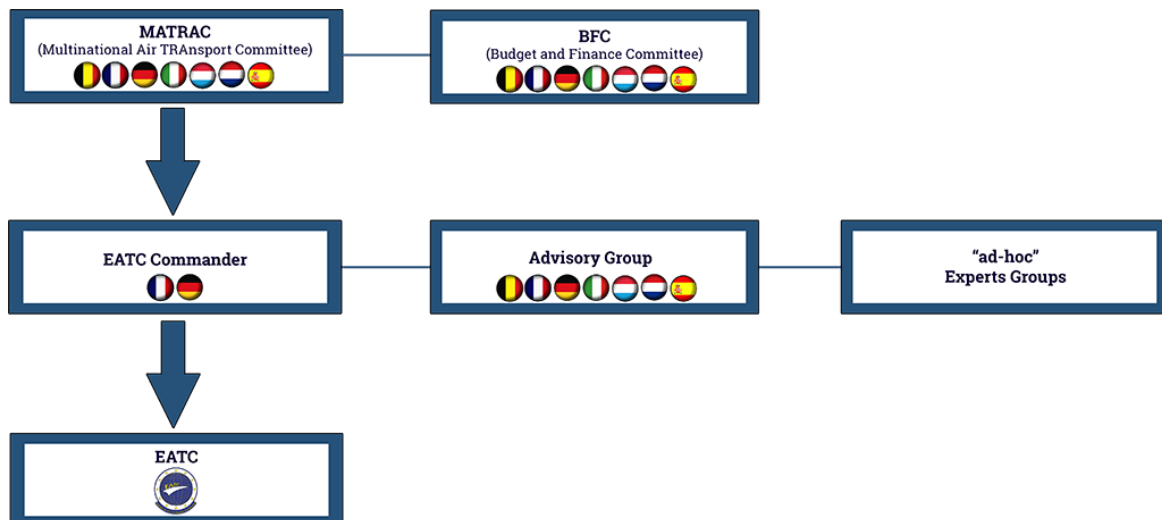 MATRAC
(Multinational Air TRAnsport Committee)
BFC
(Budget and Finance Committee)
EATC Commander
Advisory Group
“ad-hoc”
Experts Groups
EATC